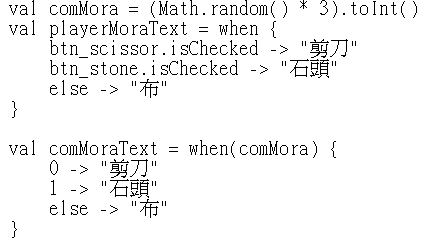 val comMora = (Math.random() * 3).toInt()
val playerMoraText = when {
    btn_scissor.isChecked -> "剪刀"
    btn_stone.isChecked -> "石頭"
    else -> "布"
}

val comMoraText = when(comMora) {
    0 -> "剪刀"
    1 -> "石頭"
    else -> "布"
}